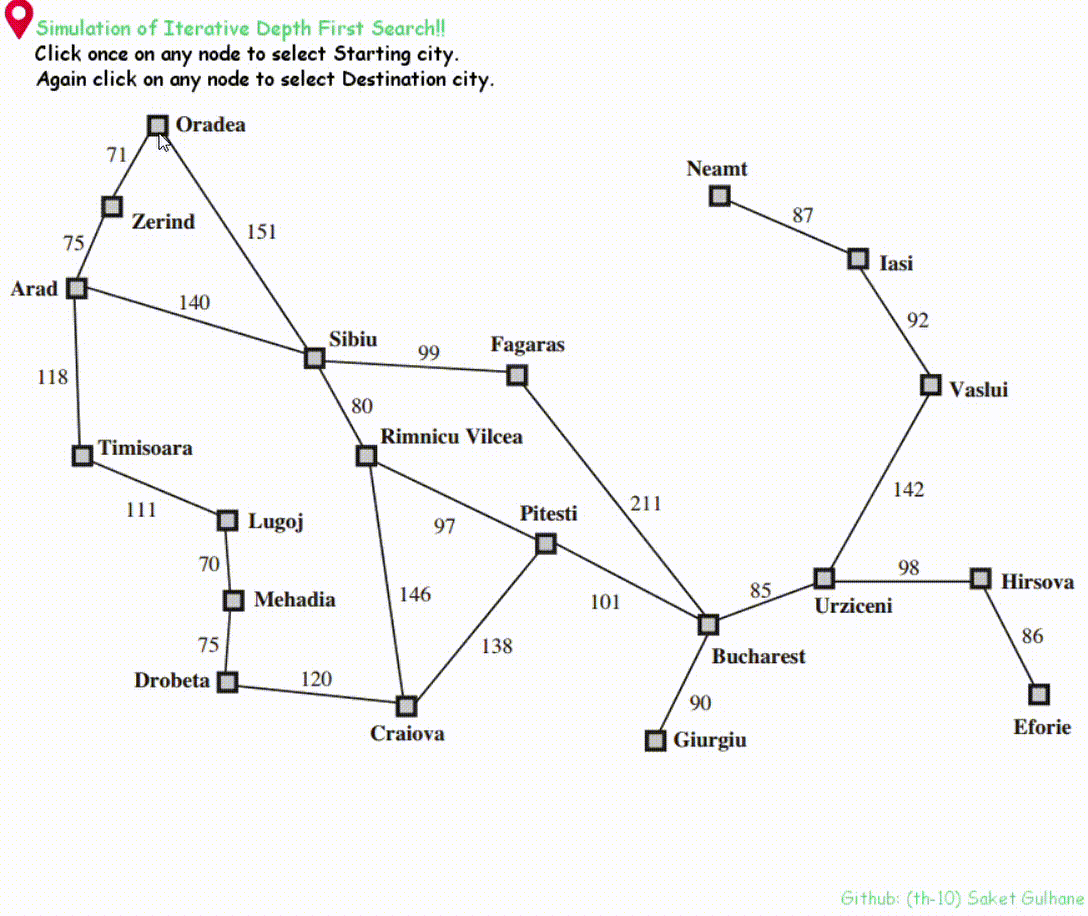 Simulation of Iterative Depth First Search!!
Click once on any node to select Starting city.
Again click on any node to select Destination city.
Oradea
71
Neamt
87
Zerind
151
75
Iasi
Arad
140
92
Sibiu
99
Fagaras
118
Vaslui
80
Rimnicu Vilcea
Timisoara
142
111
97
Pitesti
211
Lugoj
70
98
Hirsova
Mehadia
146
101
85
Urziceni
75
138
86
Bucharest
Drobeta
120
90
Craiova
Giurgiu
Eforie
Github: (th-10) Saket Gulhane